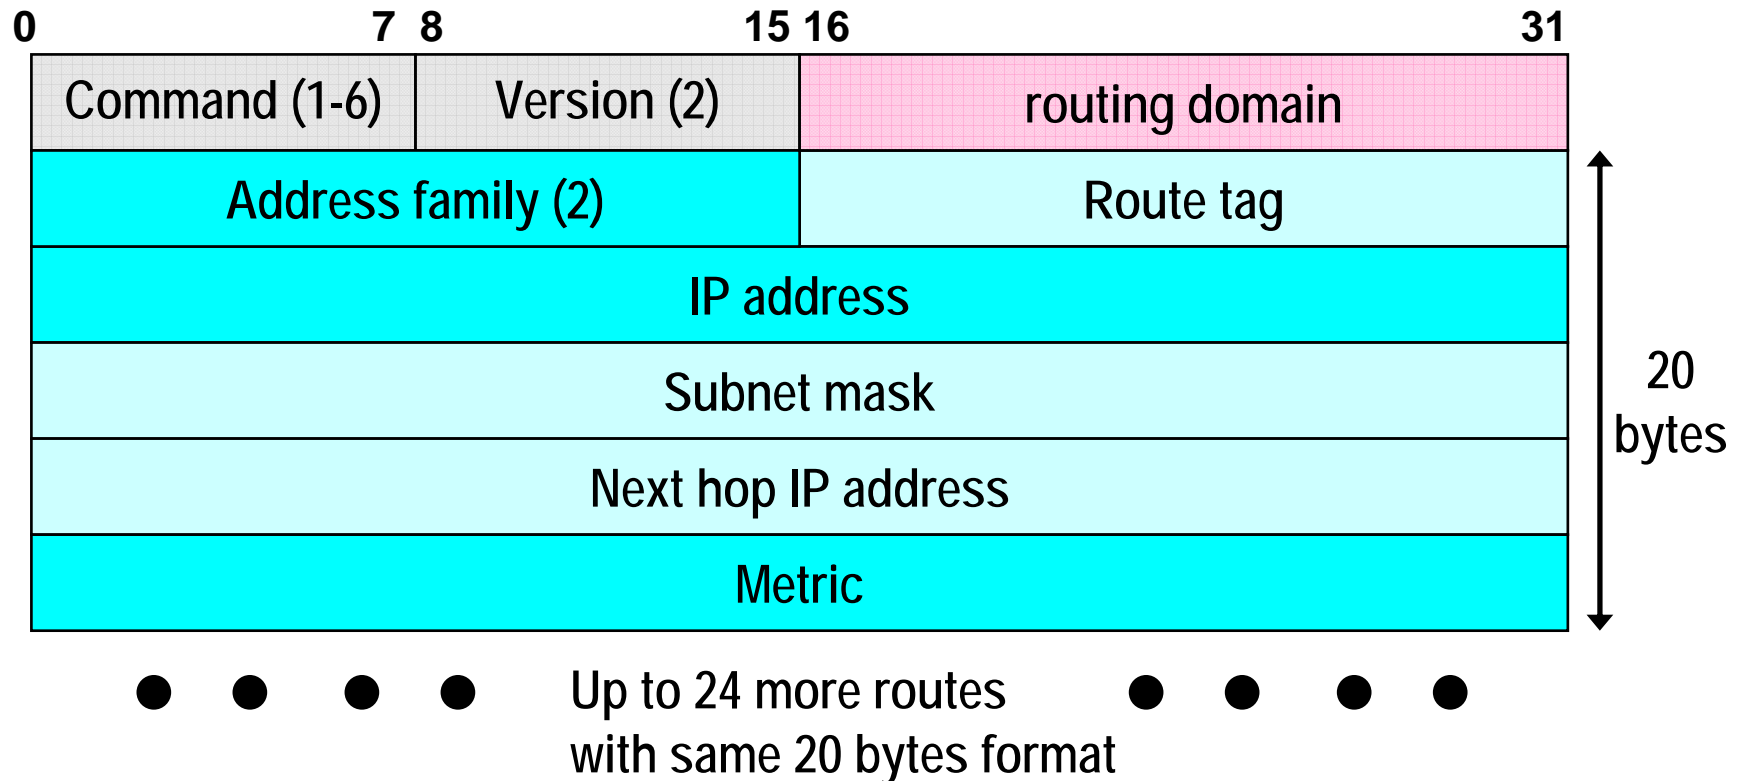 0 7 8 15 16 31
Command (1-6) Version (2) routing domain
Address family (2) Route tag
IP address
Subnet mask
20
bytes
Next hop IP address
Metric
Up to 24 more routes
with same 20 bytes format